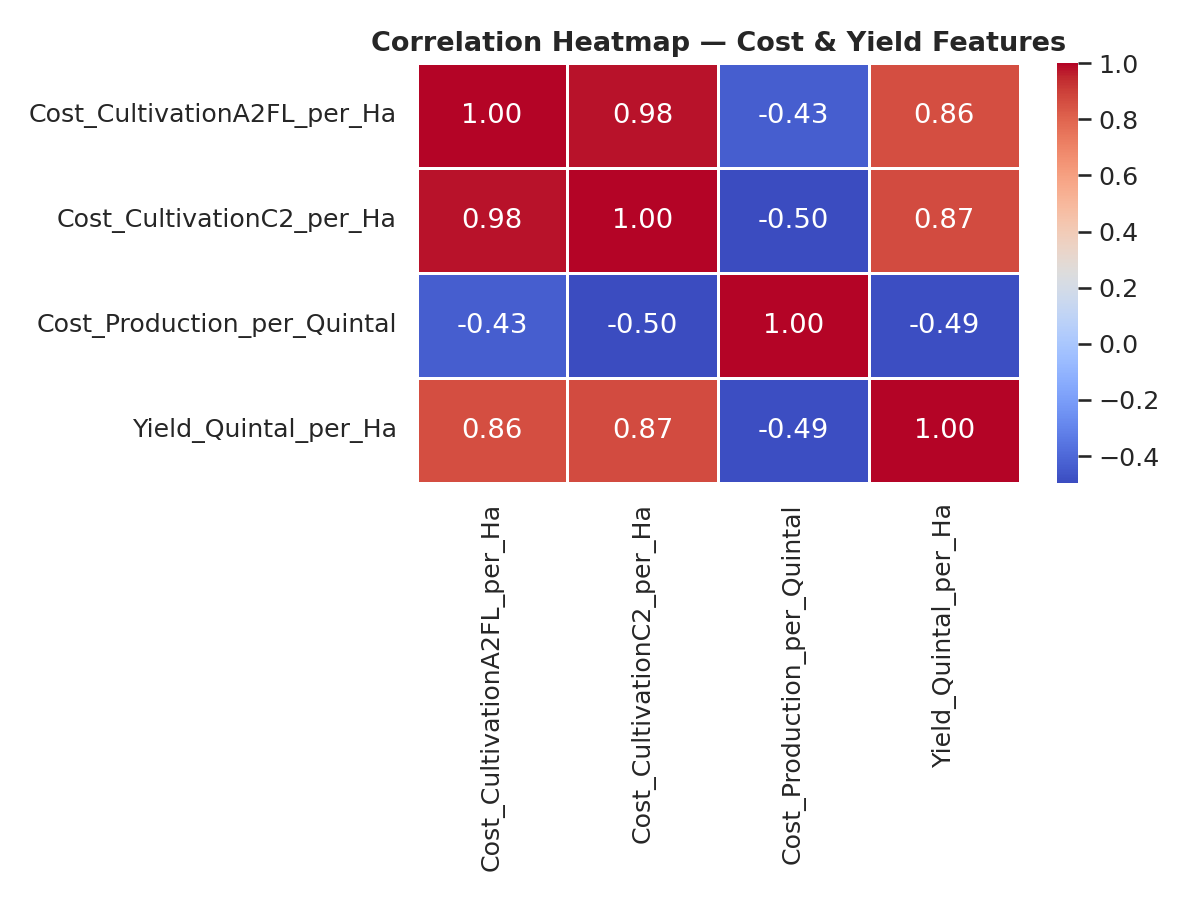 Correlation Heatmap — Cost & Yield Features
Cost_CultivationA2FL_per_Ha 1.00 0.98 -0.43 0.86
Cost_CultivationC2_per_Ha 0.98 1.00 -0.50 0.87
Cost_Production_per_Quintal -0.43 -0.50 1.00 -0.49
Yield_Quintal_per_Ha 0.86 0.87 -0.49 1.00
Cost_CultivationA2FL_per_Ha
Cost_CultivationC2_per_Ha
Cost_Production_per_Quintal
Yield_Quintal_per_Ha
1.0
0.8
0.6
0.4
0.2
0.0
−0.2
−0.4